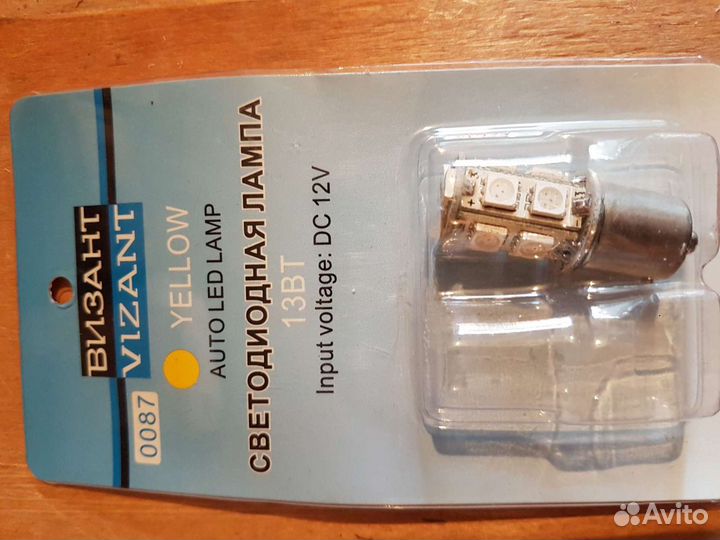 ВИЗАНТ
VIZANT
0087
YELLOW
AUTO LED LAMP
СВЕТОДИОДНАЯ ЛАМПА
13ВТ
Input voltage: DC 12V
Avito